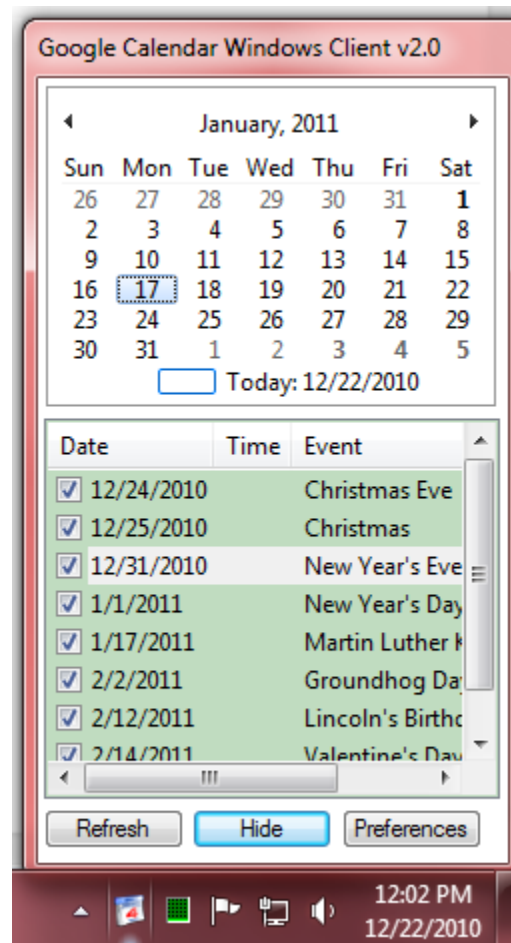 Google Calendar Windows Client v2.0
January, 2011
Sun Mon Tue Wed Thu Fri Sat
26 27 28 29 30 31 1
2 3 4 5 6 7 8
9 10 11 12 13 14 15
16 17 18 19 20 21 22
23 24 25 26 27 28 29
30 31 1 2 3 4 5
Today: 12/22/2010
Date Time Event
12/24/2010 Christmas Eve
12/25/2010 Christmas
12/31/2010 New Year's Eve
1/1/2011 New Year's Day
1/17/2011 Martin Luther
2/2/2011 Groundhog Day
2/12/2011 Lincoln's
2/14/2011 Valentine's Day
Refresh Hide Preferences
12:02 PM
12/22/2010